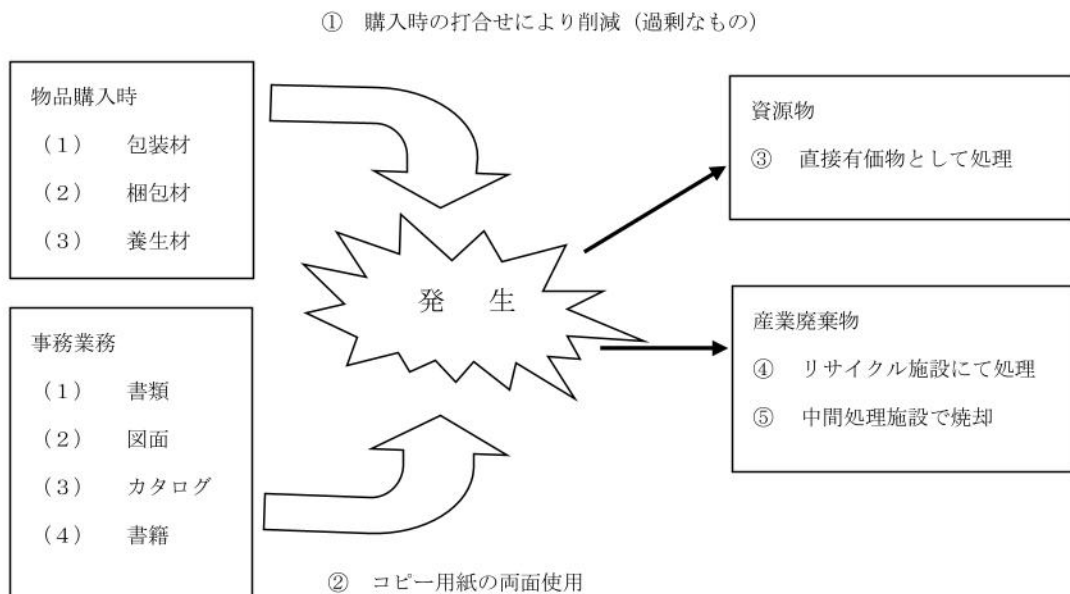 ① 購入時の打合せにより削減（過剰なもの）
物品購入時
（１） 包装材
（２） 梱包材
（３） 養生材
事務業務
（１） 書類
（２） 図面
（３） カタログ
（４） 書籍
発 生
② コピー用紙の両面使用
資源物
③ 直接有価物として処理
産業廃棄物
④ リサイクル施設にて処理
⑤ 中間処理施設で焼却